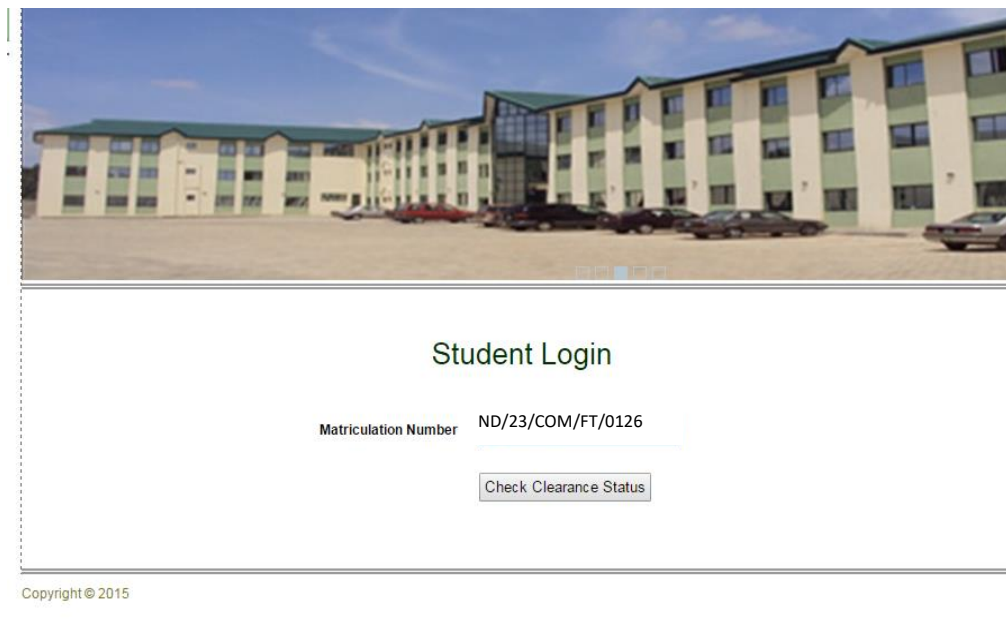 Student Login
Matriculation Number ND/23/COM/FT/0126
Check Clearance Status
Copyright © 2015